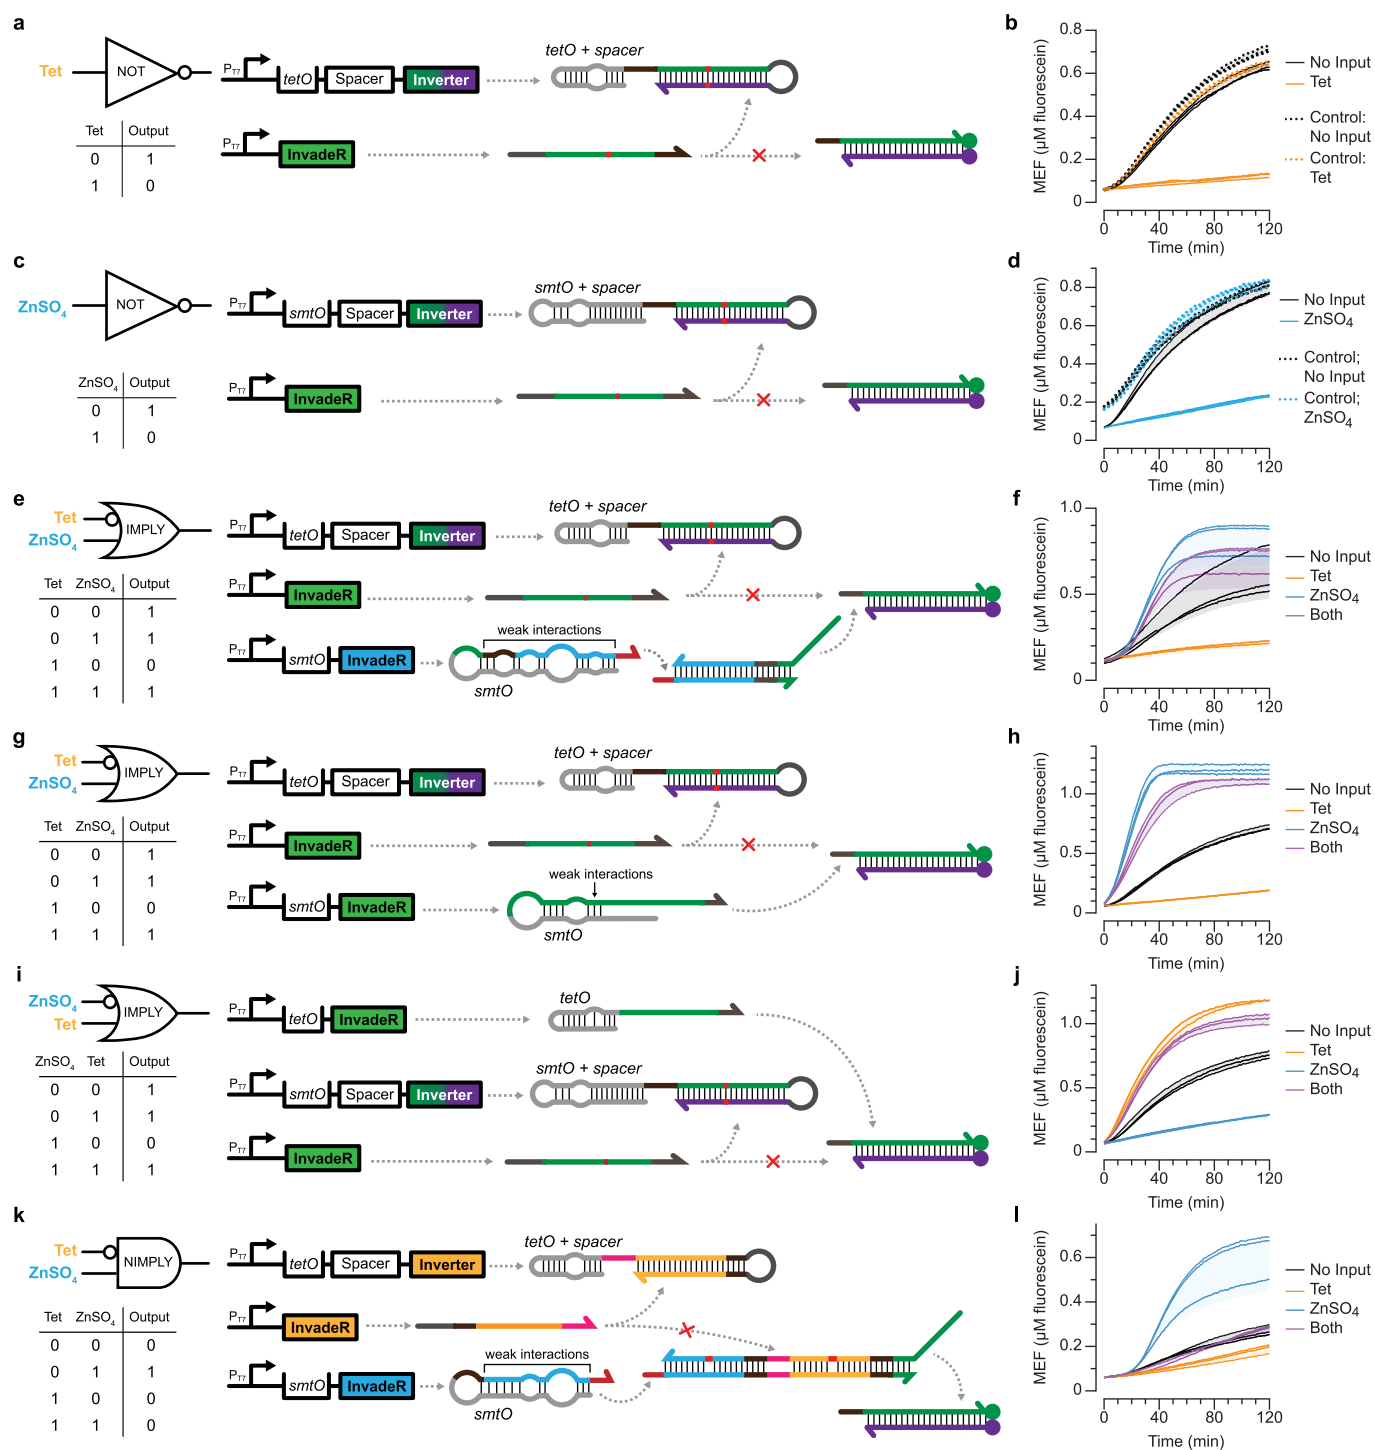 a
Tet
NOT
Tet Output
0 1
1 0
PT7
tetO
Spacer
Inverter
tetO + spacer
PT7
InvadeR
b
MEF (µM fluorescein)
0.8
0.6
0.4
0.2
0
0 40 80 120
Time (min)
No Input
Tet
Control:
No Input
Control:
Tet
c
ZnSO4
NOT
ZnSO4 Output
0 1
1 0
PT7
smtO
Spacer
Inverter
smtO + spacer
PT7
InvadeR
d
MEF (µM fluorescein)
0.8
0.6
0.4
0.2
0
0 40 80 120
Time (min)
No Input
ZnSO4
Control;
No Input
Control;
ZnSO4
e
Tet
ZnSO4
IMPLY
Tet ZnSO4 Output
0 0 1
0 1 1
1 0 0
1 1 1
PT7
tetO
Spacer
Inverter
tetO + spacer
PT7
InvadeR
PT7
smtO
InvadeR
weak interactions
smtO
f
MEF (µM fluorescein)
1.0
0.5
0
0 40 80 120
Time (min)
No Input
Tet
ZnSO4
Both
g
Tet
ZnSO4
IMPLY
Tet ZnSO4 Output
0 0 1
0 1 1
1 0 0
1 1 1
PT7
tetO
Spacer
Inverter
tetO + spacer
PT7
InvadeR
PT7
smtO
InvadeR
weak interactions
smtO
h
MEF (µM fluorescein)
1.0
0.5
0
0 40 80 120
Time (min)
No Input
Tet
ZnSO4
Both
i
ZnSO4
Tet
IMPLY
ZnSO4 Tet Output
0 0 1
0 1 1
1 0 0
1 1 1
PT7
tetO
InvadeR
tetO
PT7
smtO
Spacer
Inverter
smtO + spacer
PT7
InvadeR
j
MEF (µM fluorescein)
1.0
0.5
0
0 40 80 120
Time (min)
No Input
Tet
ZnSO4
Both
k
Tet
ZnSO4
NIMPLY
Tet ZnSO4 Output
0 0 0
0 1 1
1 0 0
1 1 0
PT7
tetO
Spacer
Inverter
tetO + spacer
PT7
InvadeR
PT7
smtO
InvadeR
weak interactions
smtO
l
MEF (µM fluorescein)
0.6
0.4
0.2
0
0 40 80 120
Time (min)
No Input
Tet
ZnSO4
Both